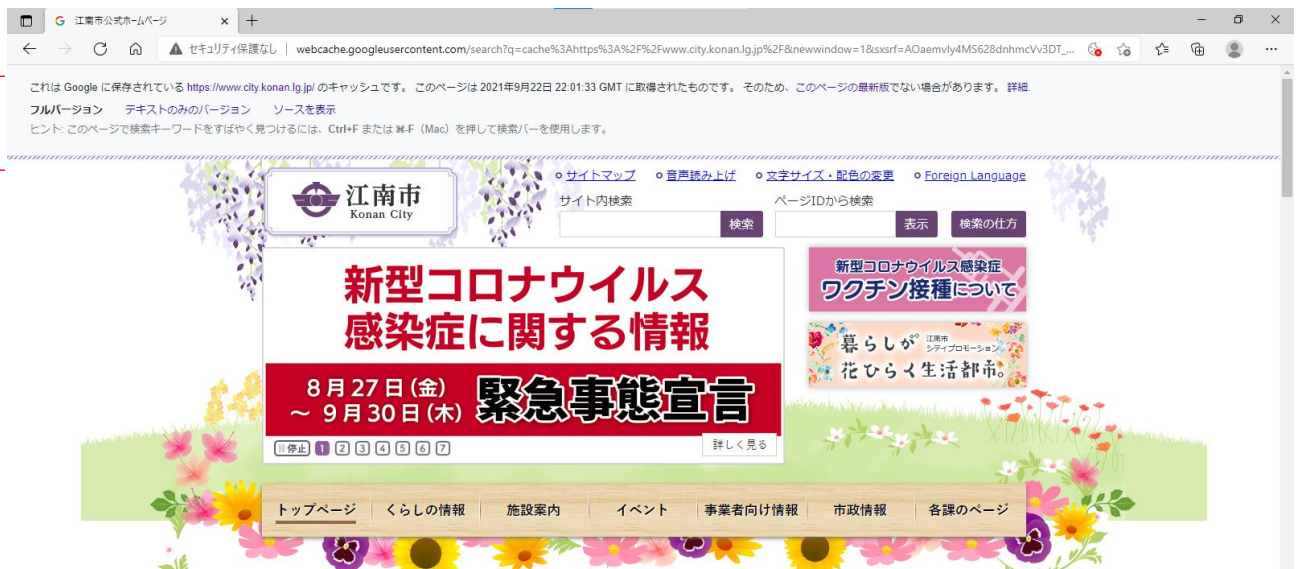 江南市公式ホームページ
セキュリティ保護なし | webcache.googleusercontent.com/search?q=cache%3Ahttps%3A%2F%2Fwww.city.konan.lg.jp%2F&newwindow=1&sxsrf=AOaemvIy4MS628dnhmcVv3DT_...
これは Google に保存されている https://www.city.konan.lg.jp/ のキャッシュです。 このページは 2021年9月22日 22:01:33 GMT に取得されたものです。 そのため、このページの最新版でない場合があります。 詳細.
フルバージョン テキストのみのバージョン ソースを表示
ヒント: このページで検索キーワードをすばやく見つけるには、Ctrl+F または ⌘-F（Mac）を押して検索バーを使用します。
サイトマップ 音声読み上げ 文字サイズ・配色の変更 Foreign Language
江南市
Konan City
サイト内検索 ページIDから検索
検索 表示 検索の仕方
新型コロナウイルス
感染症に関する情報
8月27日(金)
～9月30日(木)
緊急事態宣言
停止 1 2 3 4 5 6 7
詳しく見る
新型コロナウイルス感染症
ワクチン接種について
暮らしが
江南市
シティプロモーション
花ひらく生活都市。
トップページ くらしの情報 施設案内 イベント 事業者向け情報 市政情報 各課のページ